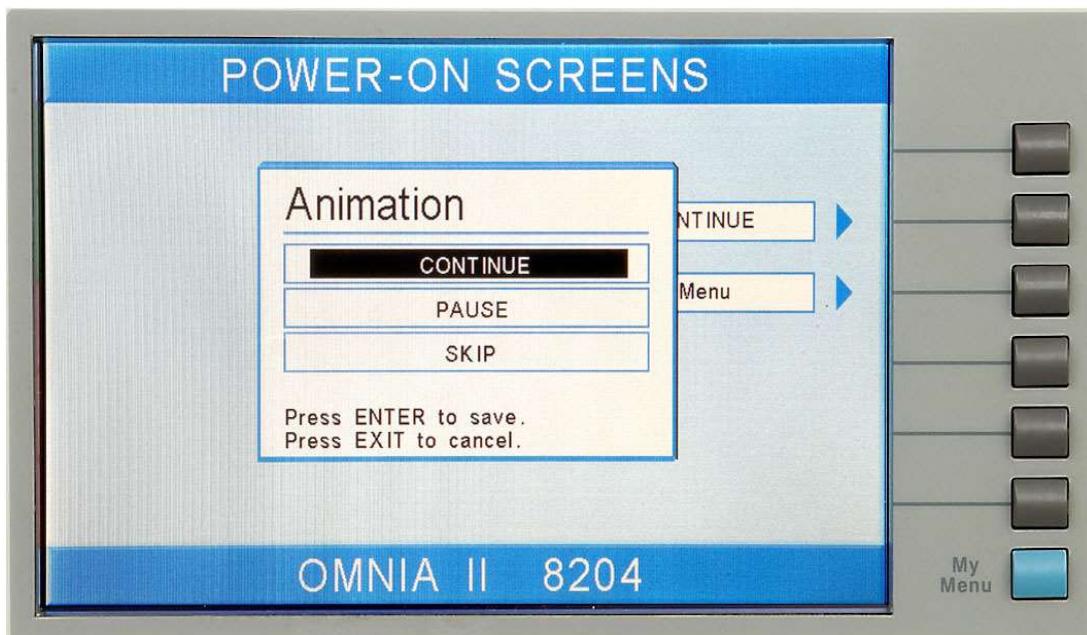 POWER-ON SCREENS
Animation
CONTINUE
PAUSE
SKIP
Press ENTER to save.
Press EXIT to cancel.
NTINUE
Menu
OMNIA II 8204
My
Menu